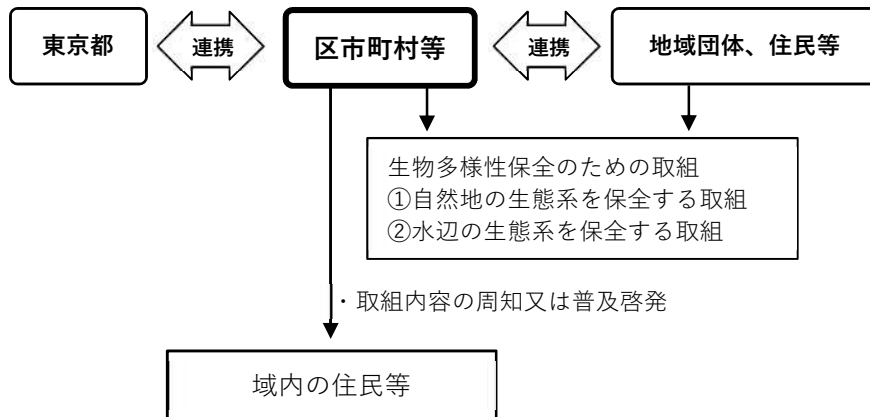 東京都
連携
区市町村等
連携
地域団体、住民等
生物多様性保全のための取組
①自然地の生態系を保全する取組
②水辺の生態系を保全する取組
・取組内容の周知又は普及啓発
域内の住民等